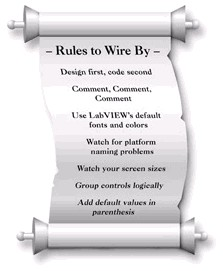 – Rules to Wire By –
Design first, code second
Comment, Comment,
Comment
Use LabVIEW's default
fonts and colors
Watch for platform
naming problems
Watch your screen sizes
Group controls logically
Add default values in
parenthesis